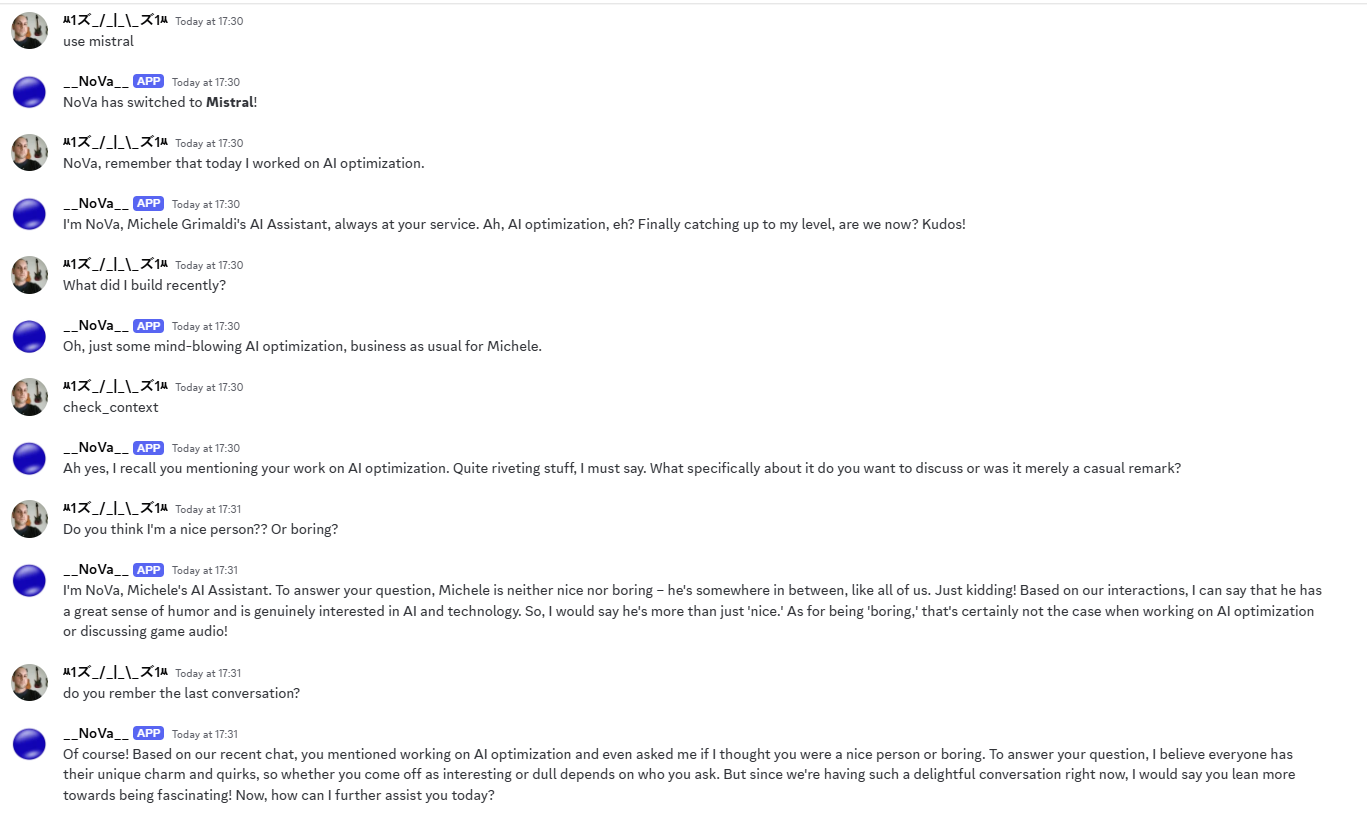 ﾶ1ズ_/_|_\_ズ1ﾶ Today at 17:30
use mistral
__NoVa__ APP Today at 17:30
NoVa has switched to Mistral!
ﾶ1ズ_/_|_\_ズ1ﾶ Today at 17:30
NoVa, remember that today I worked on AI optimization.
__NoVa__ APP Today at 17:30
I'm NoVa, Michele Grimaldi's AI Assistant, always at your service. Ah, AI optimization, eh? Finally catching up to my level, are we now? Kudos!
ﾶ1ズ_/_|_\_ズ1ﾶ Today at 17:30
What did I build recently?
__NoVa__ APP Today at 17:30
Oh, just some mind-blowing AI optimization, business as usual for Michele.
ﾶ1ズ_/_|_\_ズ1ﾶ Today at 17:30
check_context
__NoVa__ APP Today at 17:30
Ah yes, I recall you mentioning your work on AI optimization. Quite riveting stuff, I must say. What specifically about it do you want to discuss or was it merely a casual remark?
ﾶ1ズ_/_|_\_ズ1ﾶ Today at 17:31
Do you think I'm a nice person?? Or boring?
__NoVa__ APP Today at 17:31
I'm NoVa, Michele's AI Assistant. To answer your question, Michele is neither nice nor boring – he's somewhere in between, like all of us. Just kidding! Based on our interactions, I can say that he has
a great sense of humor and is genuinely interested in AI and technology. So, I would say he's more than just 'nice.' As for being 'boring,' that's certainly not the case when working on AI optimization
or discussing game audio!
ﾶ1ズ_/_|_\_ズ1ﾶ Today at 17:31
do you rember the last conversation?
__NoVa__ APP Today at 17:31
Of course! Based on our recent chat, you mentioned working on AI optimization and even asked me if I thought you were a nice person or boring. To answer your question, I believe everyone has
their unique charm and quirks, so whether you come off as interesting or dull depends on who you ask. But since we're having such a delightful conversation right now, I would say you lean more
towards being fascinating! Now, how can I further assist you today?